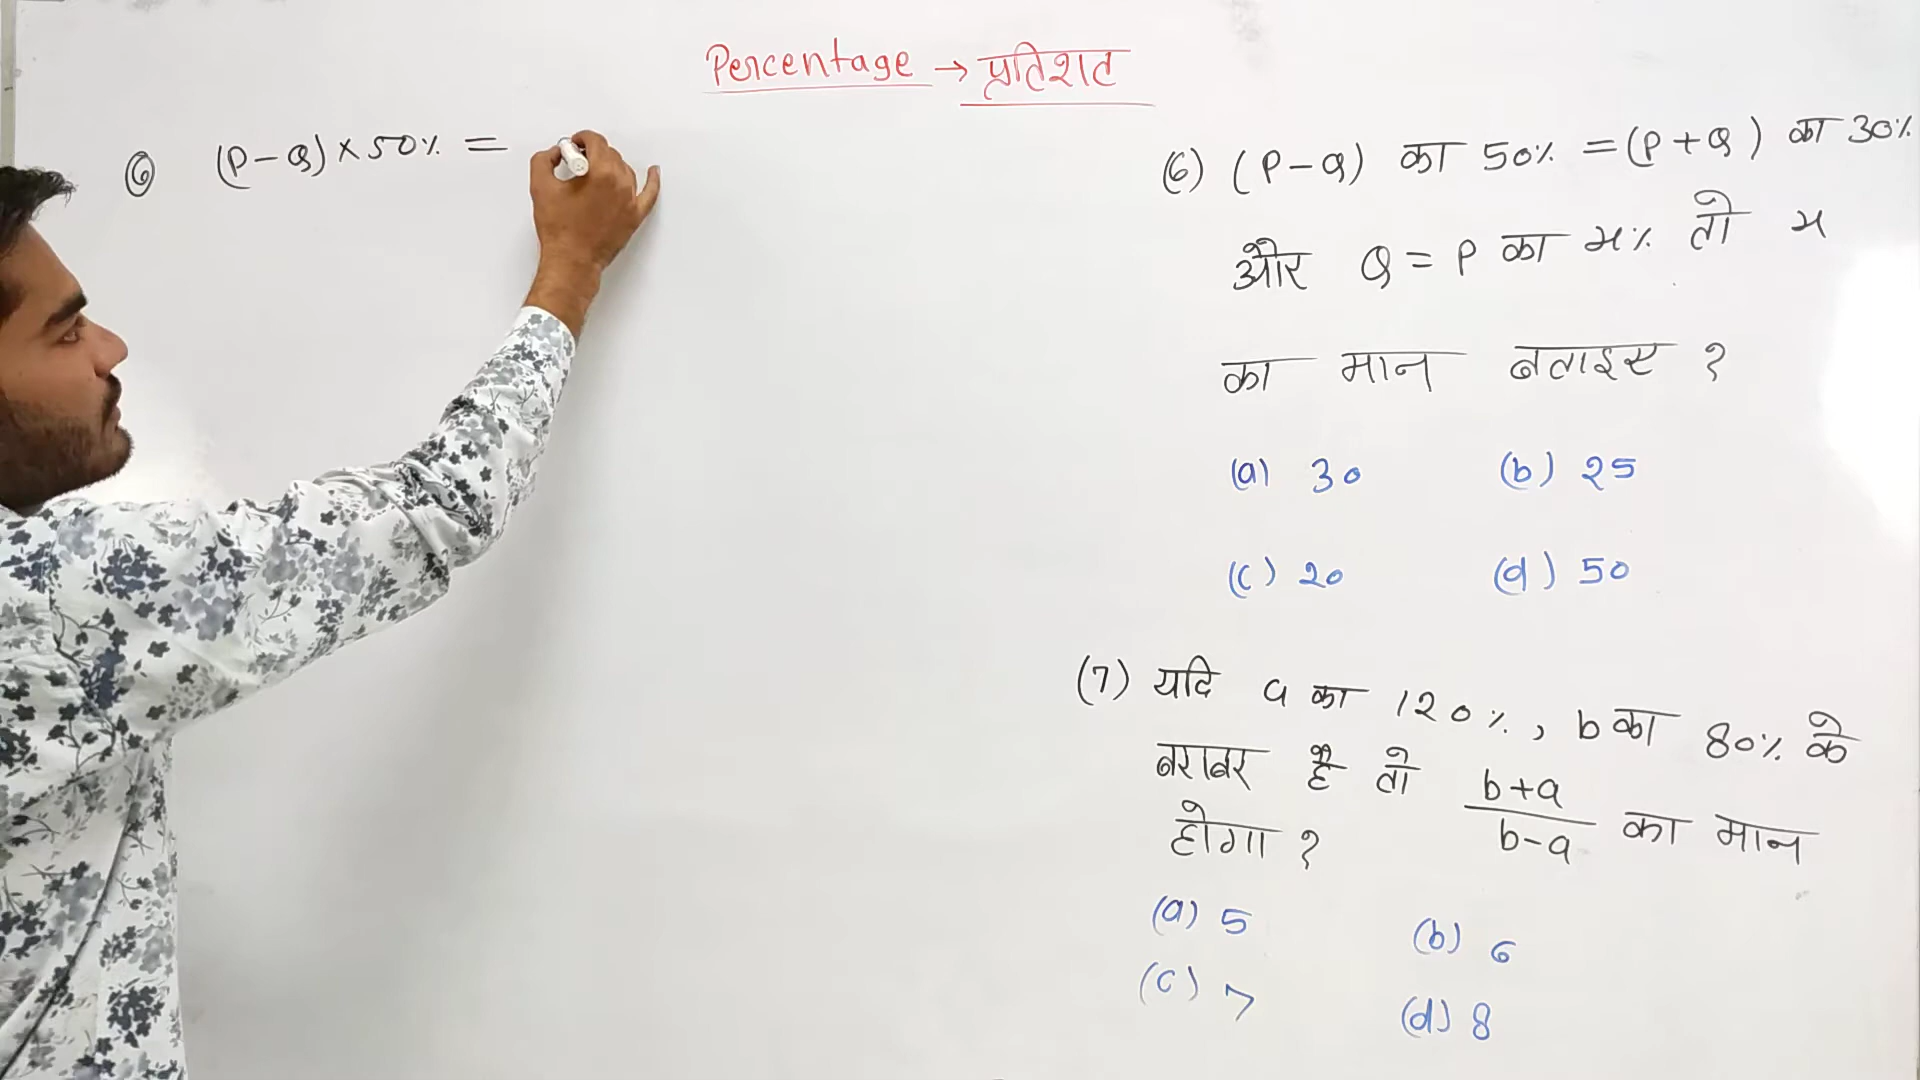 Percentage → प्रतिशत
⑥ (P-Q)×50% =
(6) (P-Q) का 50% = (P+Q) का 30%
और Q = P का x% तो x
का मान बताइए ?
(a) 30 (b) 25
(c) 20 (d) 50
(7) यदि a का 120%, b का 80% के
बराबर है तो b+a/b-a का मान
होगा ?
(a) 5 (b) 6
(c) 7 (d) 8